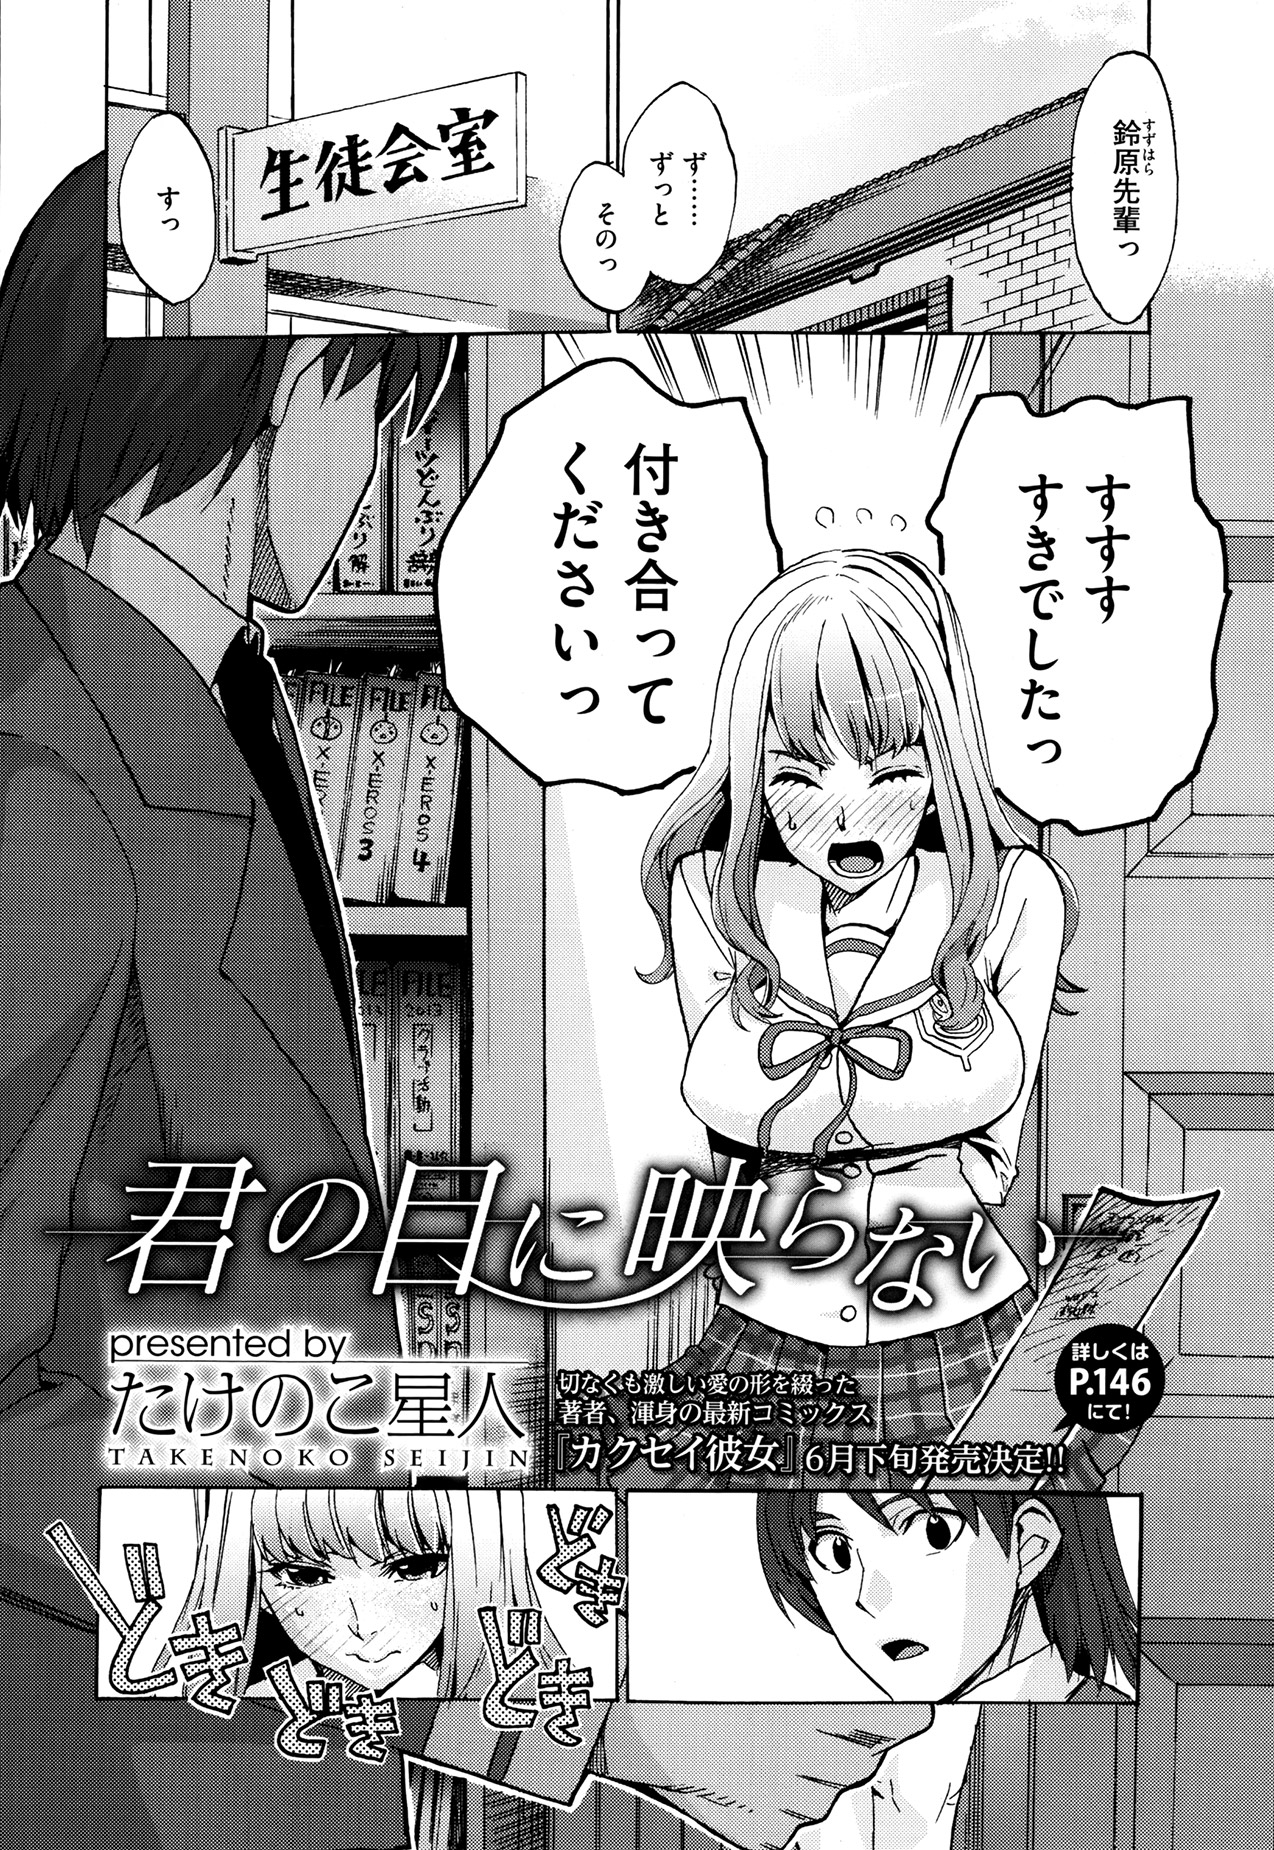 鈴原先輩っ
すずはら
ず……
ずっと
そのっ
生徒会室
すっ
すすす
すきでしたっ
付き合って
くださいっ
FILE
X-EROS
3
FILE
X-EROS
4
FILE
2013
君の目に映らない
presented by
たけのこ星人
TAKENOKO SEIJIN
切なくも激しい愛の形を綴った
著者、渾身の最新コミックス
『カクセイ彼女』6月下旬発売決定!!
詳しくは
P.146
にて!
どき
どき
どき
どき